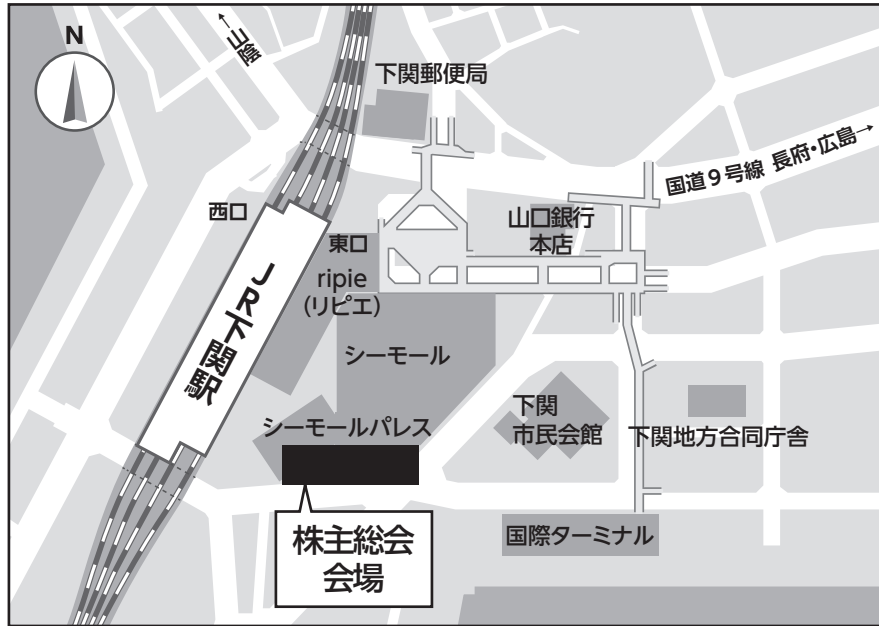 N
←山陰
下関郵便局
国道9号線 長府・広島→
西口
山口銀行
本店
東口
ripie
(リピエ)
JR下関駅
シーモール
シーモールパレス
下関
市民会館
下関地方合同庁舎
株主総会
会場
国際ターミナル